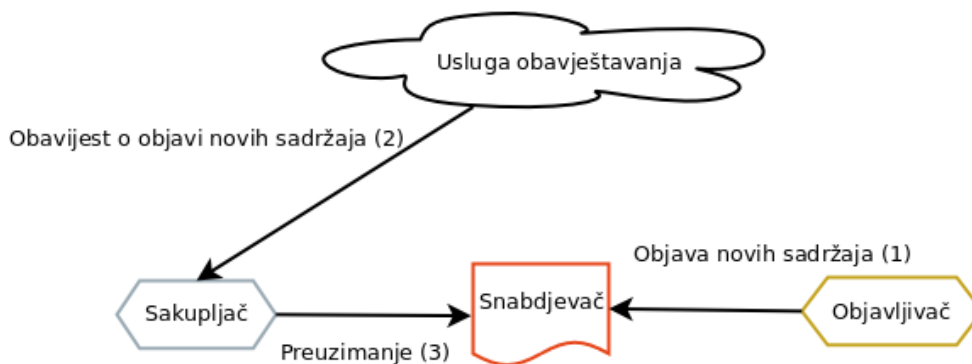 Usluga obavještavanja
Obavijest o objavi novih sadržaja (2)
Objava novih sadržaja (1)
Sakupljač
Snabdjevač
Objavljivač
Preuzimanje (3)